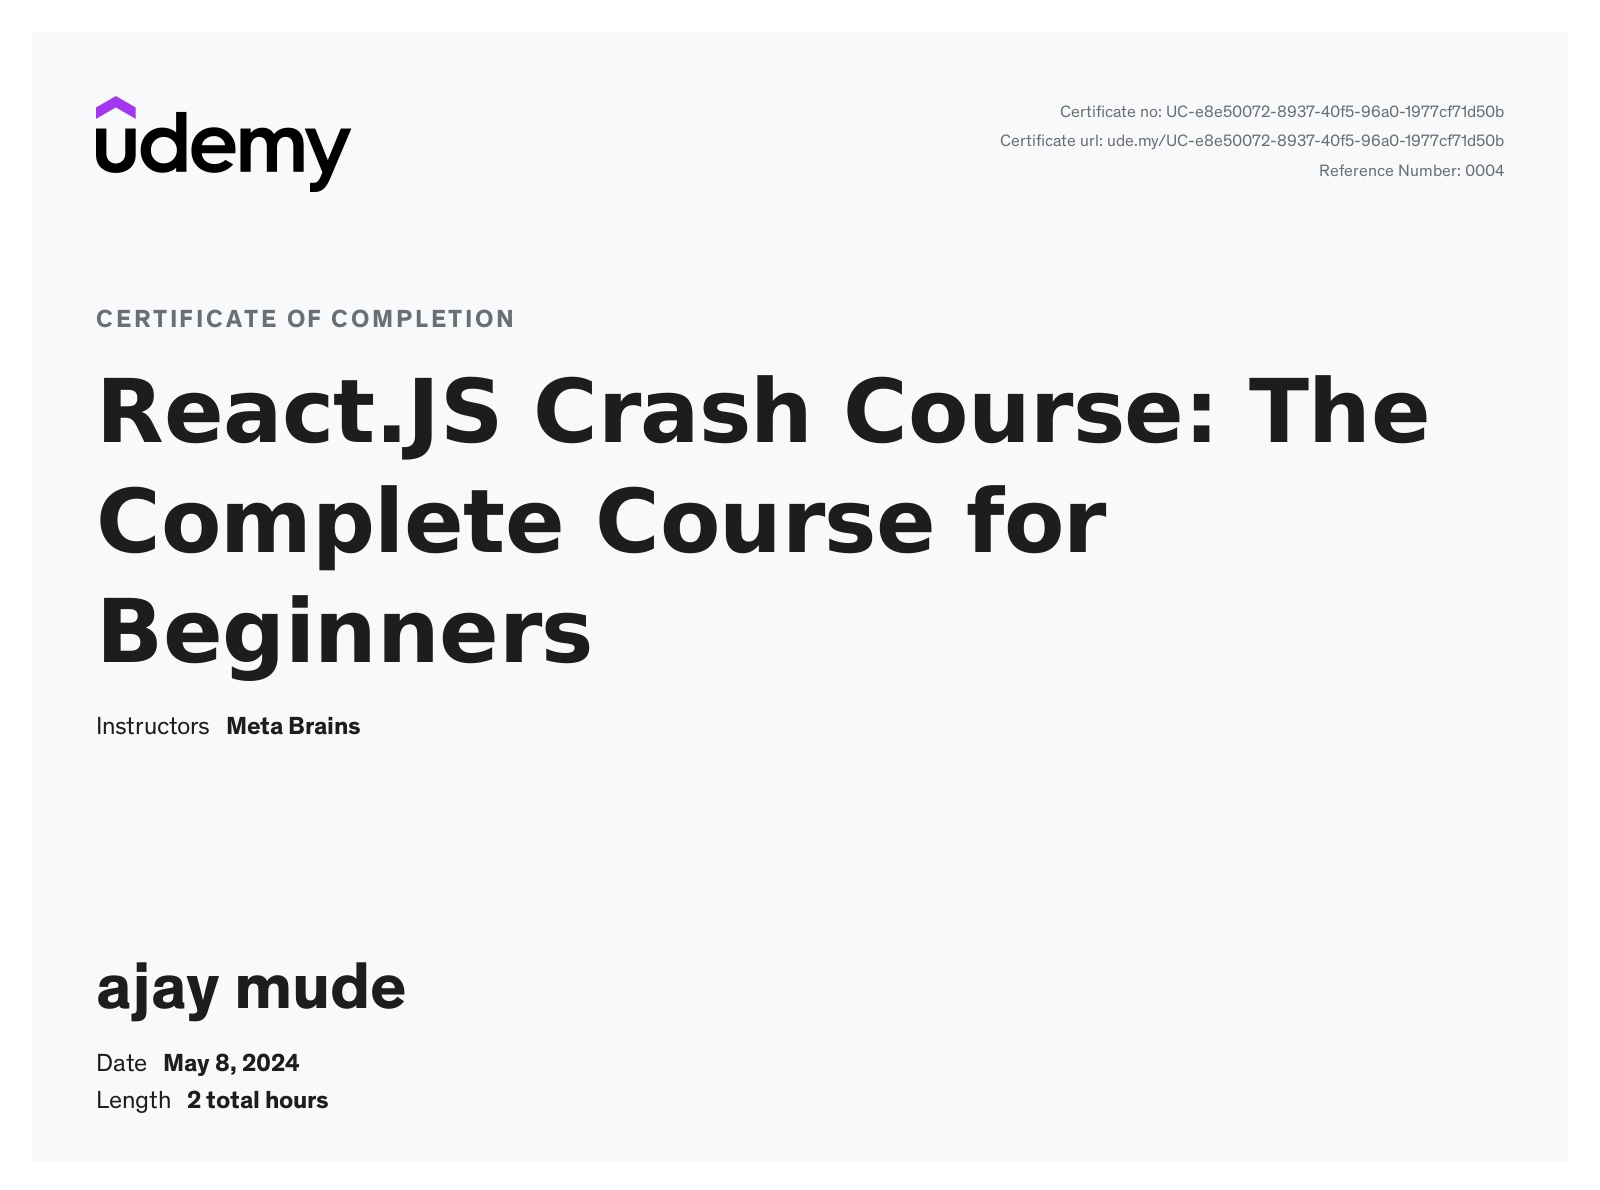 udemy
Certificate no: UC-e8e50072-8937-40f5-96a0-1977cf71d50b
Certificate url: ude.my/UC-e8e50072-8937-40f5-96a0-1977cf71d50b
Reference Number: 0004
CERTIFICATE OF COMPLETION
React.JS Crash Course: The
Complete Course for
Beginners
Instructors Meta Brains
ajay mude
Date May 8, 2024
Length 2 total hours